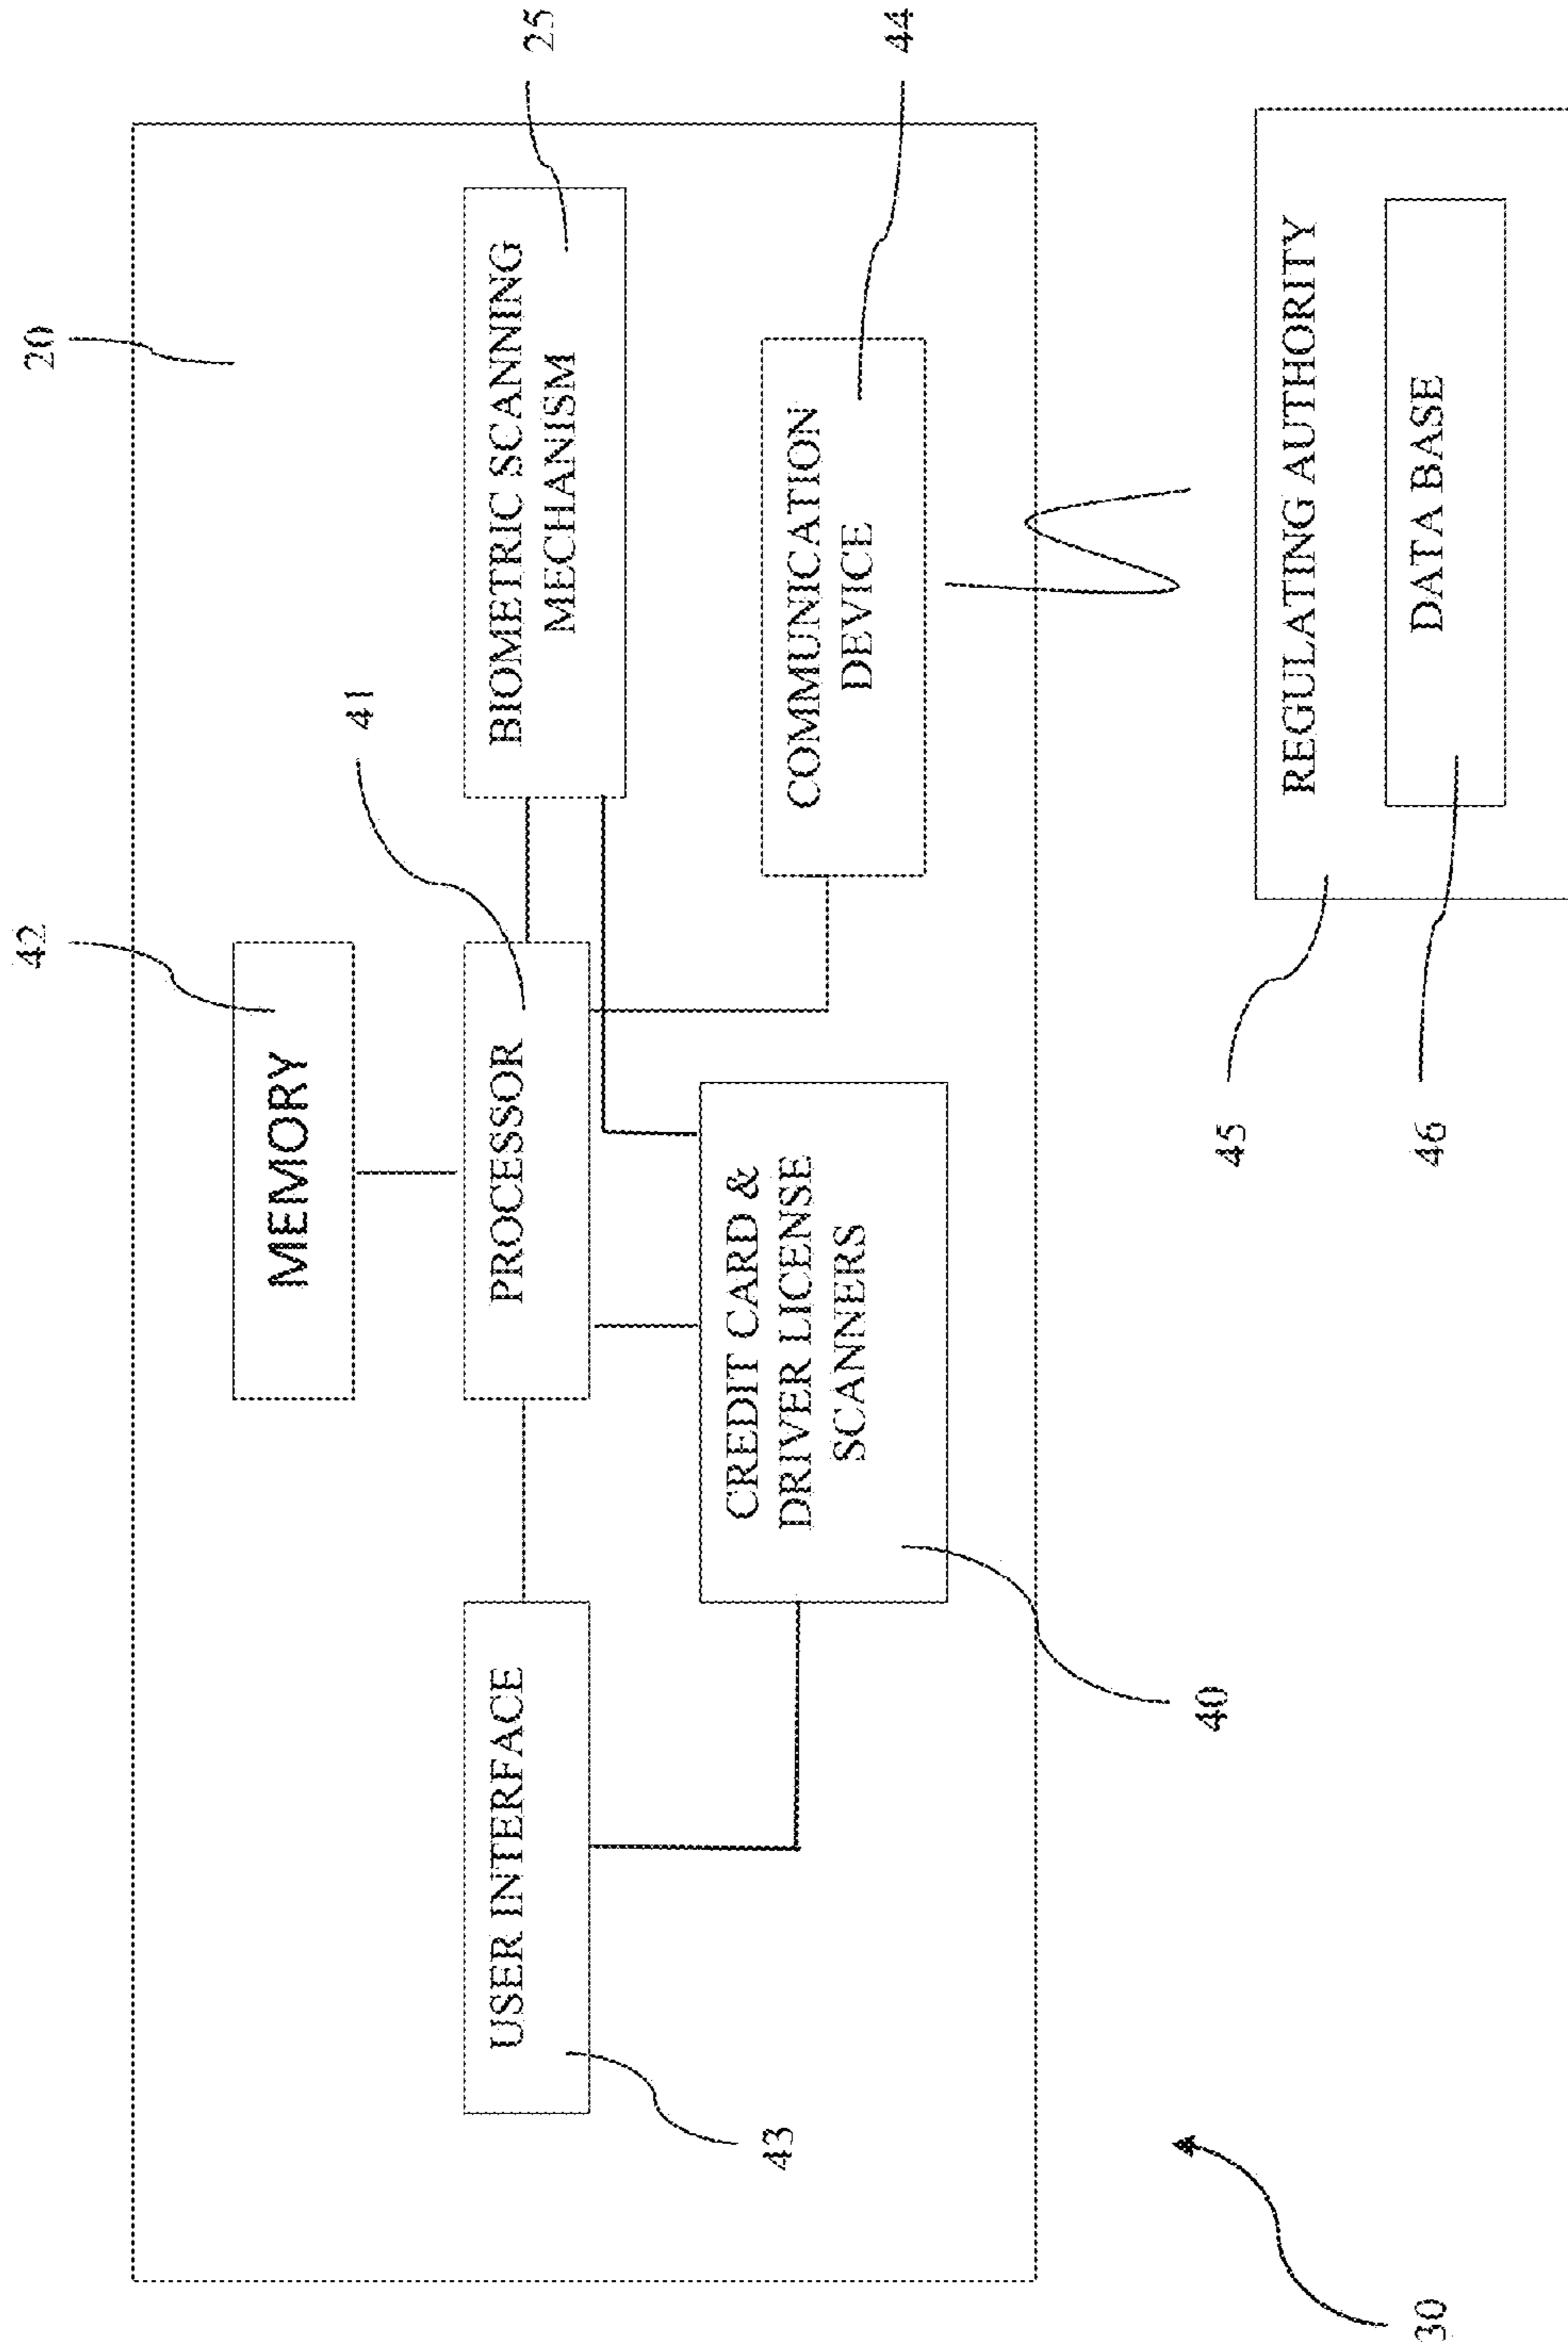 20
42
MEMORY
41
25
USER INTERFACE
PROCESSOR
BIOMETRIC SCANNING
MECHANISM
43
CREDIT CARD &
DRIVER LICENSE
SCANNERS
COMMUNICATION
DEVICE
44
40
30
45
REGULATING AUTHORITY
46
DATA BASE